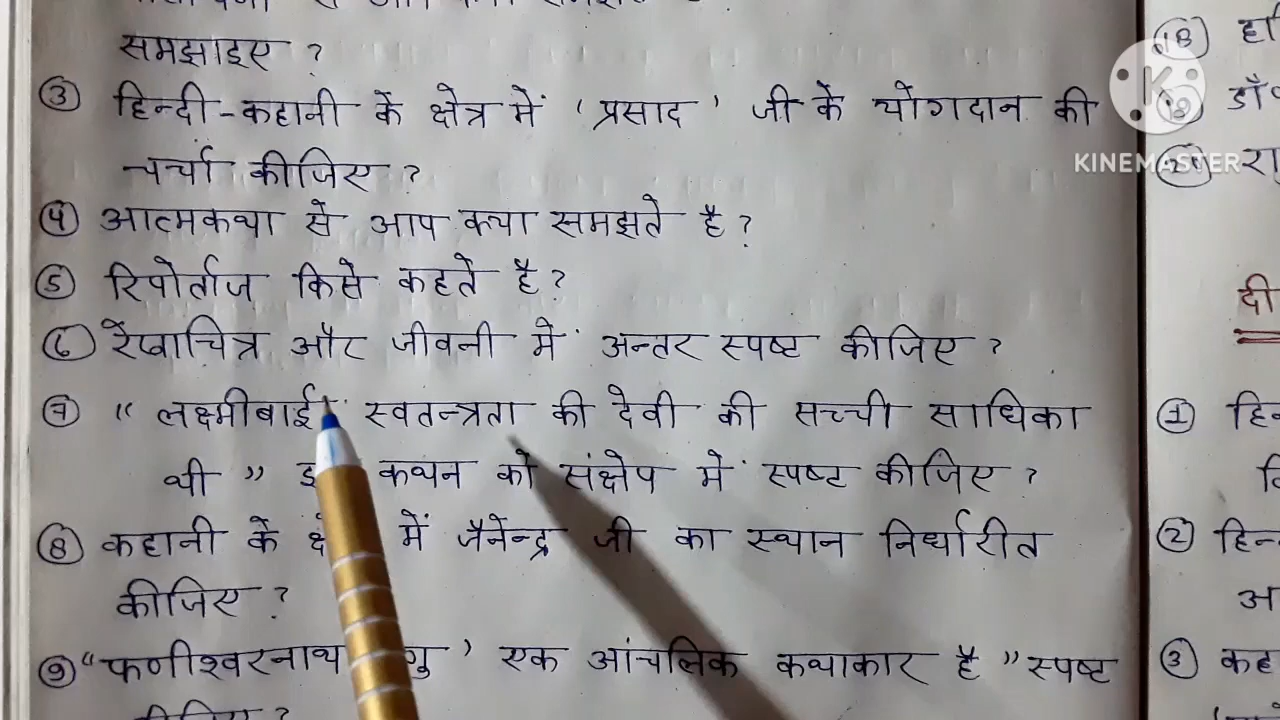 समझाइए ?
③ हिन्दी-कहानी के क्षेत्र में 'प्रसाद' जी के योगदान की
चर्चा कीजिए ?
④ आत्मकथा से आप क्या समझते है ?
⑤ रिपोर्ताज किसे कहते है ?
⑥ रेखाचित्र और जीवनी में अन्तर स्पष्ट कीजिए ?
⑦ " लक्ष्मीबाई स्वतन्त्रता की देवी की सच्ची साधिका
थी " कथन को संक्षेप में स्पष्ट कीजिए ?
⑧ कहानी के में जैनेन्द्र जी का स्थान निर्धारीत
कीजिए ?
⑨ "फणीश्वरनाथ ' एक आंचलिक कथाकार है " स्पष्ट
KINEMASTER
18
19
①
② 
③